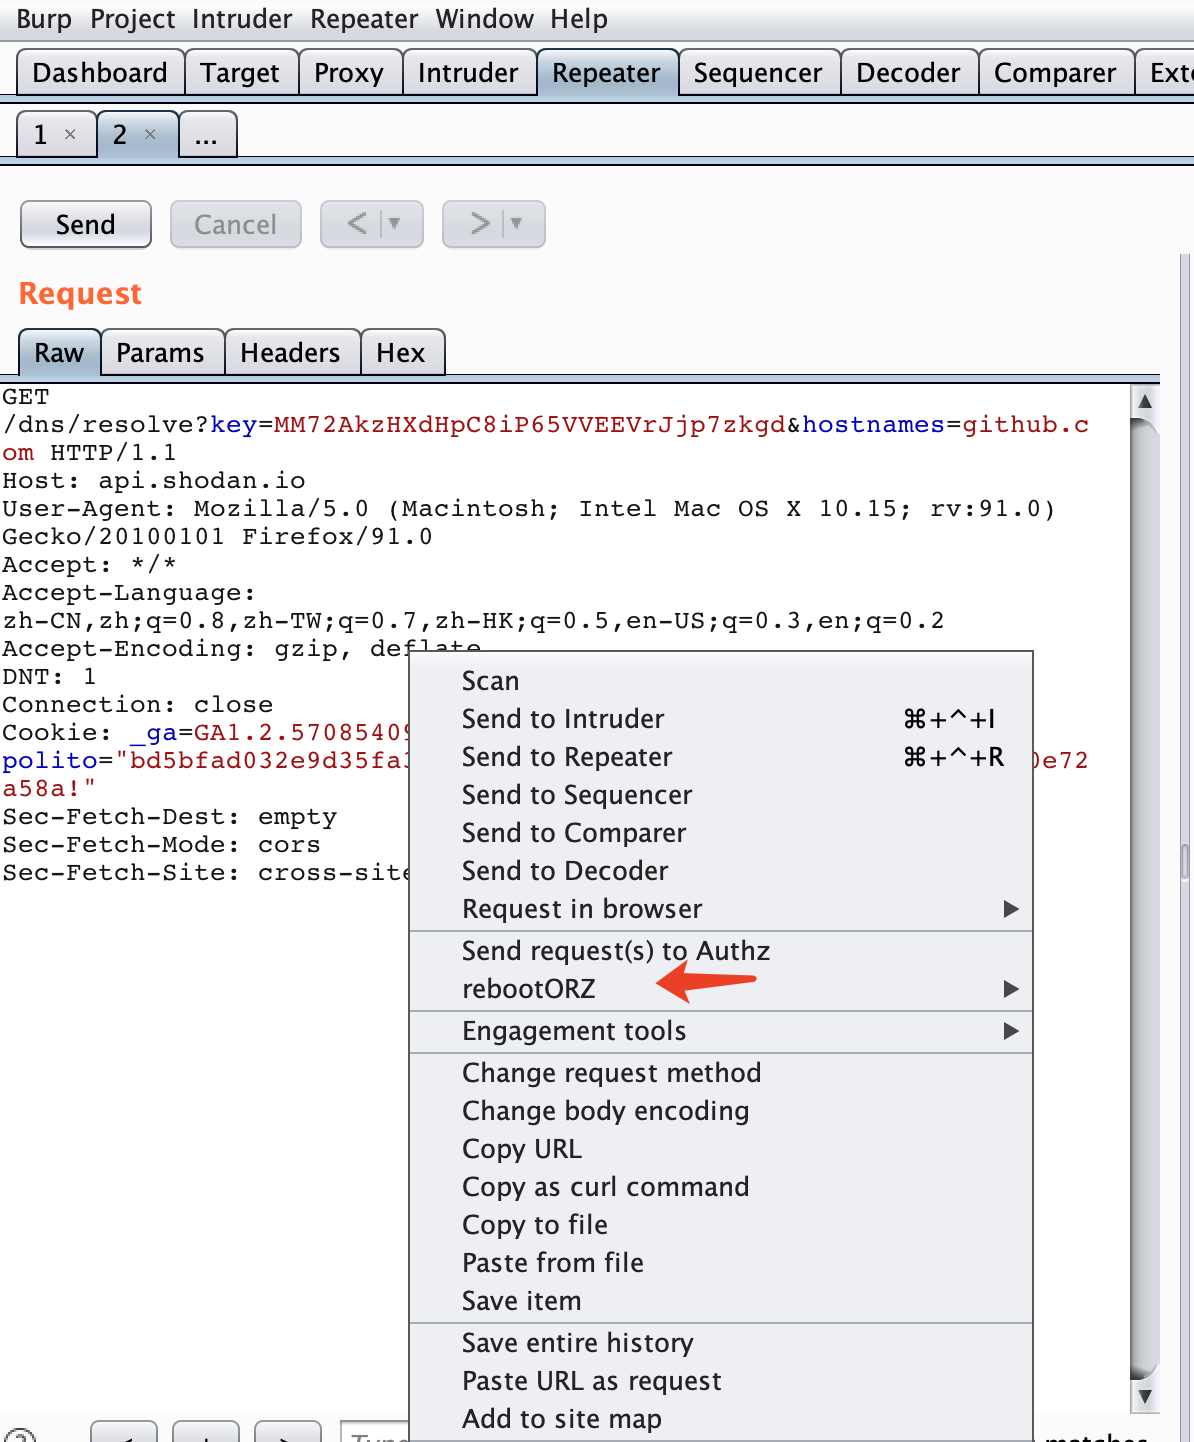 Burp Project Intruder Repeater Window Help
Dashboard Target Proxy Intruder Repeater Sequencer Decoder Comparer
1 × 2 × ...
Send Cancel < ▼ > ▼
Request
Raw Params Headers Hex
GET
/dns/resolve?key=MM72AkzHXdHpC8iP65VVEEVrJjp7zkgd&hostnames=github.c
om HTTP/1.1
Host: api.shodan.io
User-Agent: Mozilla/5.0 (Macintosh; Intel Mac OS X 10.15; rv:91.0)
Gecko/20100101 Firefox/91.0
Accept: */*
Accept-Language:
zh-CN,zh;q=0.8,zh-TW;q=0.7,zh-HK;q=0.5,en-US;q=0.3,en;q=0.2
Accept-Encoding: gzip, deflate
DNT: 1
Connection: close
Cookie: _ga=GA1.2.57085409
polito="bd5bfad032e9d35fa 0e72
a58a!"
Sec-Fetch-Dest: empty
Sec-Fetch-Mode: cors
Sec-Fetch-Site: cross-site
Scan
Send to Intruder ⌘+^+I
Send to Repeater ⌘+^+R
Send to Sequencer
Send to Comparer
Send to Decoder
Request in browser
Send request(s) to Authz
rebootORZ
Engagement tools
Change request method
Change body encoding
Copy URL
Copy as curl command
Copy to file
Paste from file
Save item
Save entire history
Paste URL as request
Add to site map